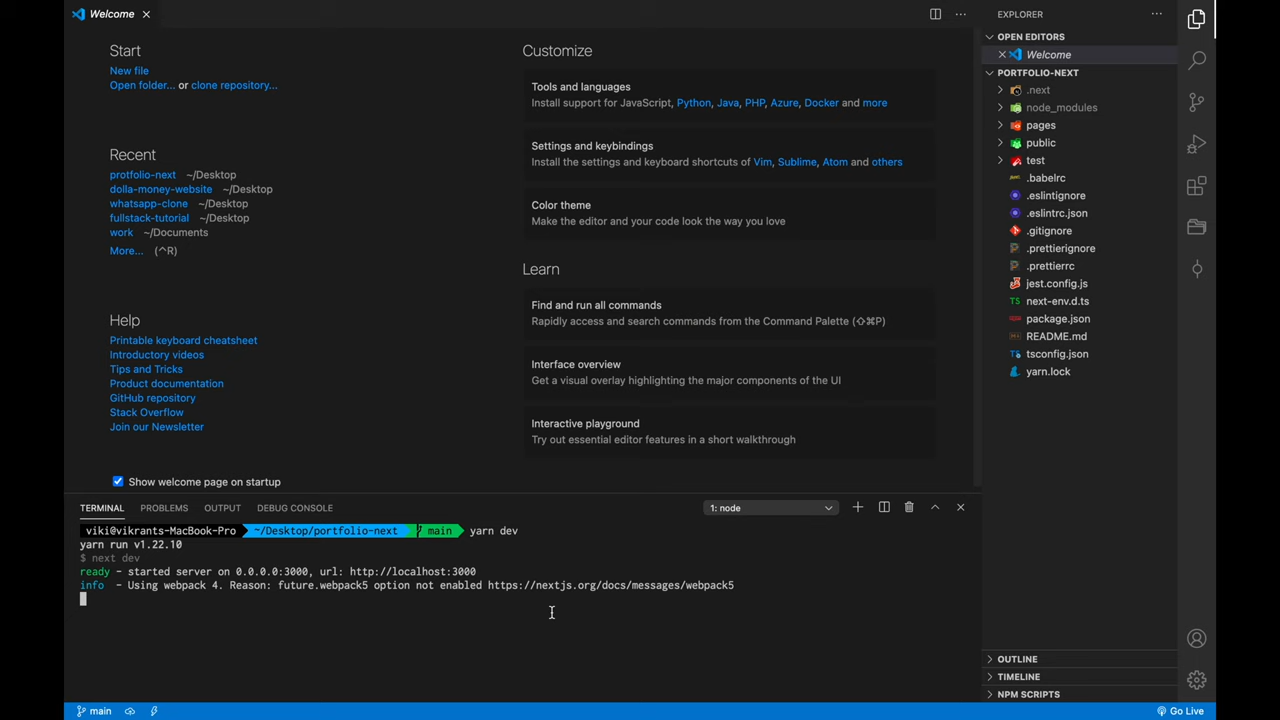 Welcome
Start
New file
Open folder... or clone repository...
Recent
protfolio-next ~/Desktop
dolla-money-website ~/Desktop
whatsapp-clone ~/Desktop
fullstack-tutorial ~/Desktop
work ~/Documents
More... (^R)
Help
Printable keyboard cheatsheet
Introductory videos
Tips and Tricks
Product documentation
GitHub repository
Stack Overflow
Join our Newsletter
Show welcome page on startup
Customize
Tools and languages
Install support for JavaScript, Python, Java, PHP, Azure, Docker and more
Settings and keybindings
Install the settings and keyboard shortcuts of Vim, Sublime, Atom and others
Color theme
Make the editor and your code look the way you love
Learn
Find and run all commands
Rapidly access and search commands from the Command Palette (⇧⌘P)
Interface overview
Get a visual overlay highlighting the major components of the UI
Interactive playground
Try out essential editor features in a short walkthrough
TERMINAL PROBLEMS OUTPUT DEBUG CONSOLE 1: node
viki@vikrants-MacBook-Pro ~/Desktop/portfolio-next main yarn dev
yarn run v1.22.10
$ next dev
ready - started server on 0.0.0.0:3000, url: http://localhost:3000
info - Using webpack 4. Reason: future.webpack5 option not enabled https://nextjs.org/docs/messages/webpack5
EXPLORER
OPEN EDITORS
Welcome
PORTFOLIO-NEXT
.next
node_modules
pages
public
test
.babelrc
.eslintignore
.eslintrc.json
.gitignore
.prettierignore
.prettierrc
jest.config.js
TS next-env.d.ts
package.json
README.md
tsconfig.json
yarn.lock
OUTLINE
TIMELINE
NPM SCRIPTS
main
Go Live